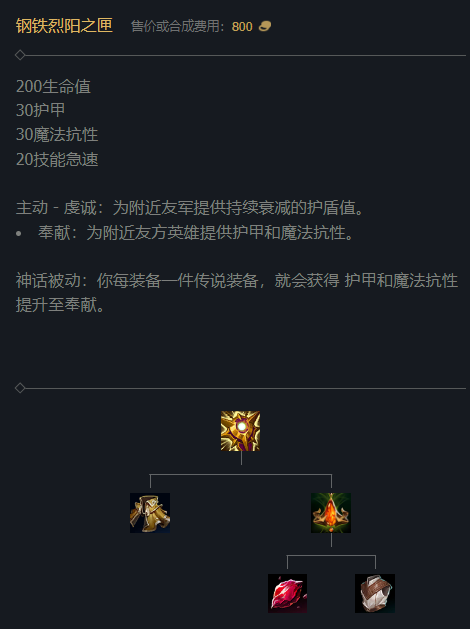 钢铁烈阳之匣 售价或合成费用：800
200生命值
30护甲
30魔法抗性
20技能急速
主动 - 虔诚：为附近友军提供持续衰减的护盾值。
• 奉献：为附近友方英雄提供护甲和魔法抗性。
神话被动：你每装备一件传说装备，就会获得 护甲和魔法抗性
提升至奉献。